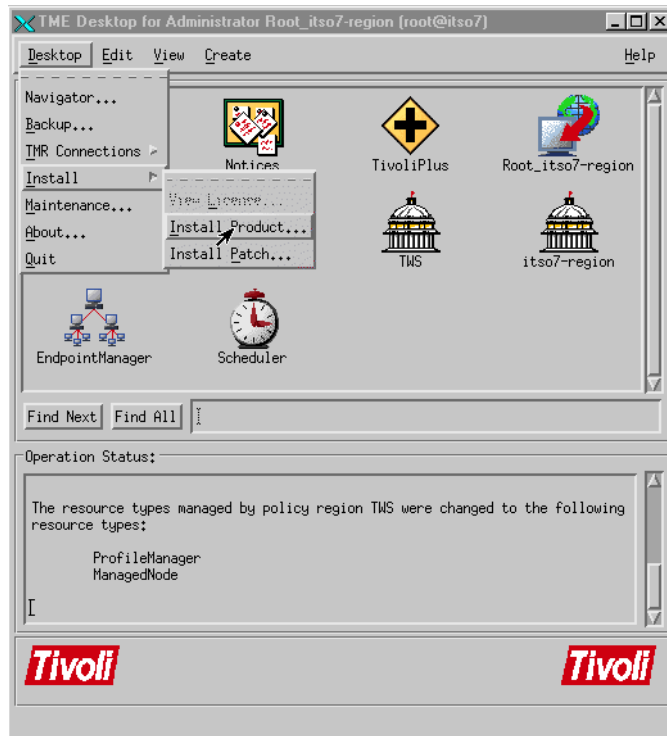 TME Desktop for Administrator Root_itso7-region (root@itso7)
Desktop Edit View Create Help
Navigator...
Backup...
TMR Connections
Install
Maintenance...
About...
Quit
View Licence...
Install Product...
Install Patch...
Notices
TivoliPlus
Root_itso7-region
TWS
itso7-region
EndpointManager
Scheduler
Find Next Find All
Operation Status:
The resource types managed by policy region TWS were changed to the following
resource types:
ProfileManager
ManagedNode
Tivoli Tivoli